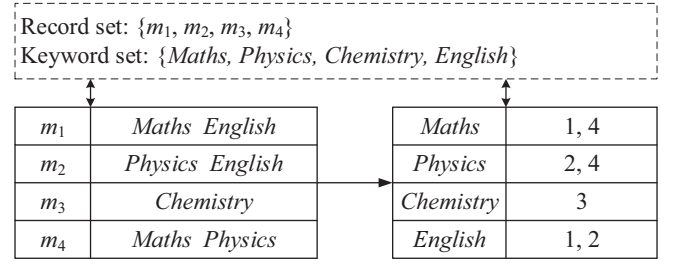 Record set: {m₁, m₂, m₃, m₄}
Keyword set: {Maths, Physics, Chemistry, English}
m₁ Maths English
m₂ Physics English
m₃ Chemistry
m₄ Maths Physics
Maths 1, 4
Physics 2, 4
Chemistry 3
English 1, 2